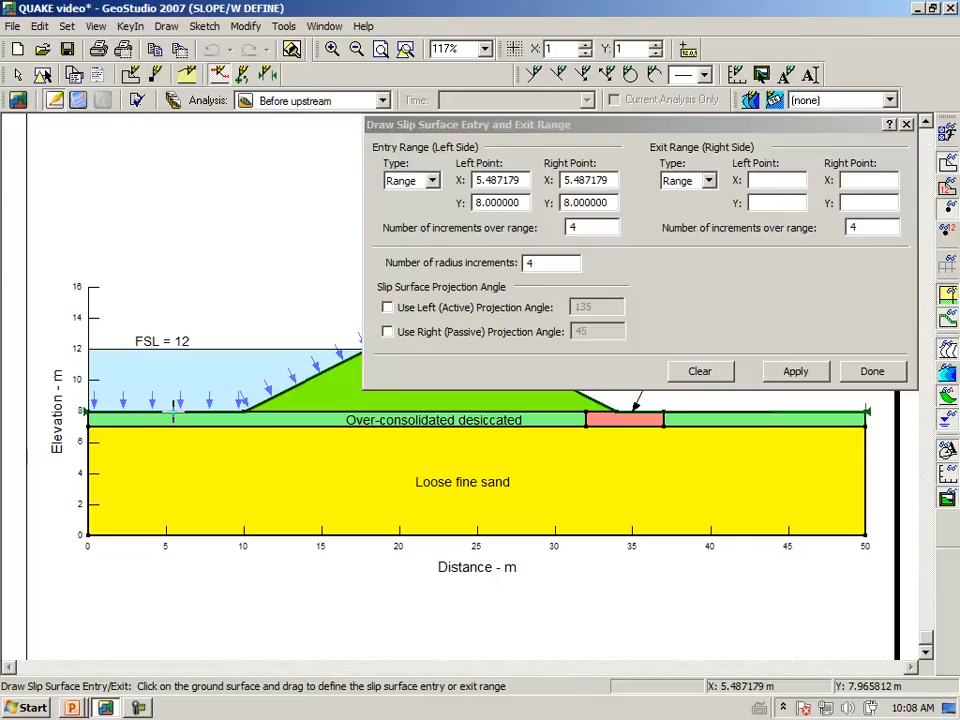 QUAKE video* - GeoStudio 2007 (SLOPE/W DEFINE)
File Edit Set View KeyIn Draw Sketch Modify Tools Window Help
117% X: 1 Y: 1
Analysis: Before upstream Time: Current Analysis Only (none)
Draw Slip Surface Entry and Exit Range
Entry Range (Left Side) Exit Range (Right Side)
Type: Left Point: Right Point: Type: Left Point: Right Point:
Range X: 5.487179 X: 5.487179 Range X: X:
Y: 8.000000 Y: 8.000000 Y: Y:
Number of increments over range: 4 Number of increments over range: 4
Number of radius increments: 4
Slip Surface Projection Angle
Use Left (Active) Projection Angle: 135
Use Right (Passive) Projection Angle: 45
Clear Apply Done
16
14
FSL = 12
12
10
8
Over-consolidated desiccated
6
Loose fine sand
4
2
0
Elevation - m
0 5 10 15 20 25 30 35 40 45 50
Distance - m
Draw Slip Surface Entry/Exit: Click on the ground surface and drag to define the slip surface entry or exit range X: 5.487179 m Y: 7.965812 m
Start 10:08 AM